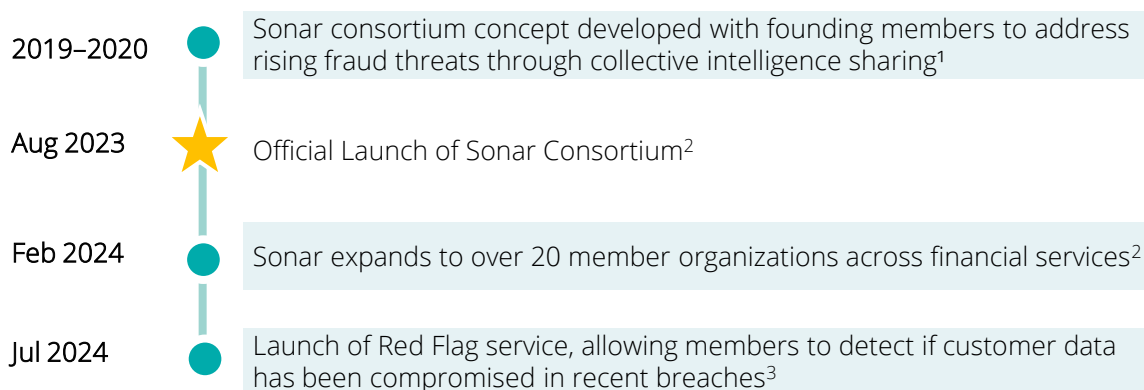 2019–2020
Sonar consortium concept developed with founding members to address
rising fraud threats through collective intelligence sharing¹
Aug 2023
Official Launch of Sonar Consortium²
Feb 2024
Sonar expands to over 20 member organizations across financial services²
Jul 2024
Launch of Red Flag service, allowing members to detect if customer data
has been compromised in recent breaches³